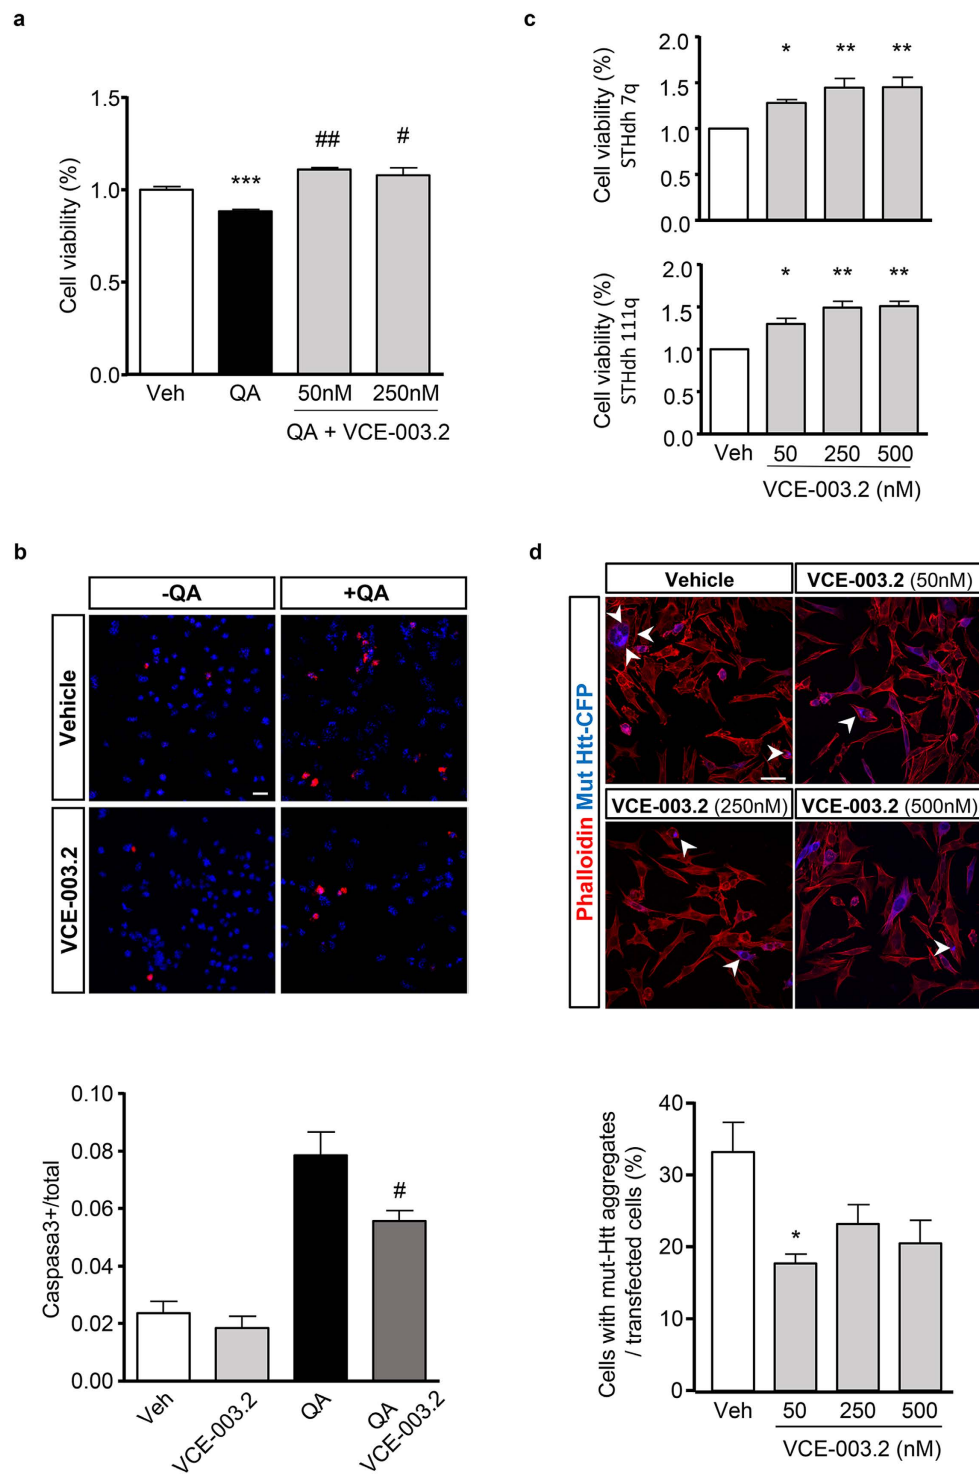 a
1.5
1.0
0.5
0.0
Cell viability (%)
***
##
#
Veh QA 50nM 250nM
QA + VCE-003.2
c
2.0
1.5
1.0
0.5
0.0
Cell viability (%)
STHdh 7q
* ** **
2.0
1.5
1.0
0.5
0.0
Cell viability (%)
STHdh 111q
* ** **
Veh 50 250 500
VCE-003.2 (nM)
b
-QA +QA
Vehicle
VCE-003.2
0.10
0.08
0.06
0.04
0.02
0.00
Caspasa3+/total
#
Veh
VCE-003.2
QA
QA
VCE-003.2
d
Vehicle VCE-003.2 (50nM)
VCE-003.2 (250nM) VCE-003.2 (500nM)
Phalloidin Mut Htt-CFP
40
30
20
10
0
Cells with mut-Htt aggregates
/ transfected cells (%)
*
Veh 50 250 500
VCE-003.2 (nM)